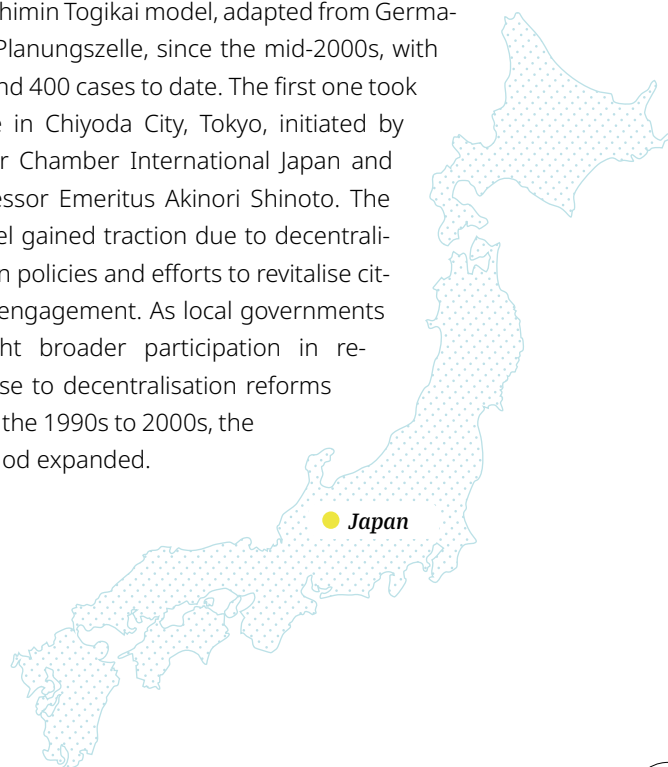 himin Togikai model, adapted from Germa-
Planungszelle, since the mid-2000s, with
nd 400 cases to date. The first one took
e in Chiyoda City, Tokyo, initiated by
r Chamber International Japan and
essor Emeritus Akinori Shinoto. The
el gained traction due to decentrali-
n policies and efforts to revitalise cit-
engagement. As local governments
ht broader participation in re-
se to decentralisation reforms
the 1990s to 2000s, the
od expanded.
Japan